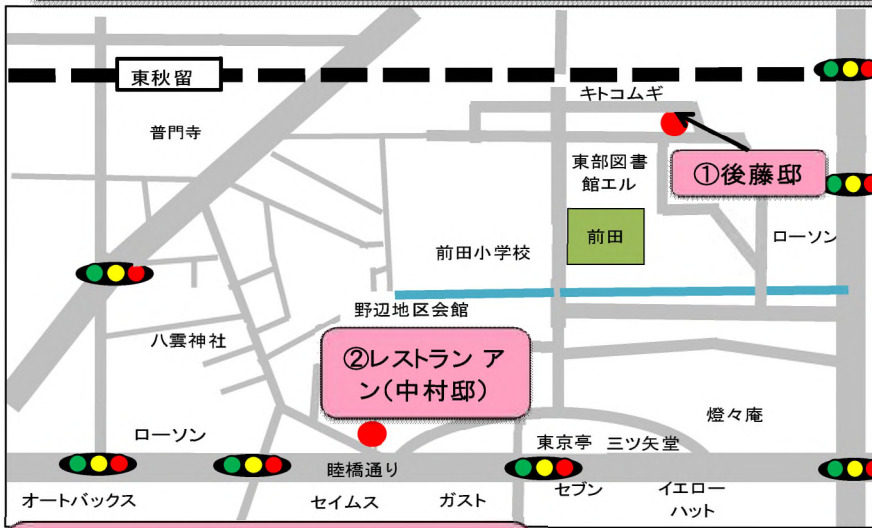 東秋留
キトコムギ
普門寺
東部図書
館エル
①後藤邸
前田
ローソン
前田小学校
野辺地区会館
八雲神社
②レストラン ア
ン(中村邸)
燈々庵
ローソン
東京亭
三ツ矢堂
睦橋通り
オートバックス
セイムス
ガスト
セブン
イエロー
ハット